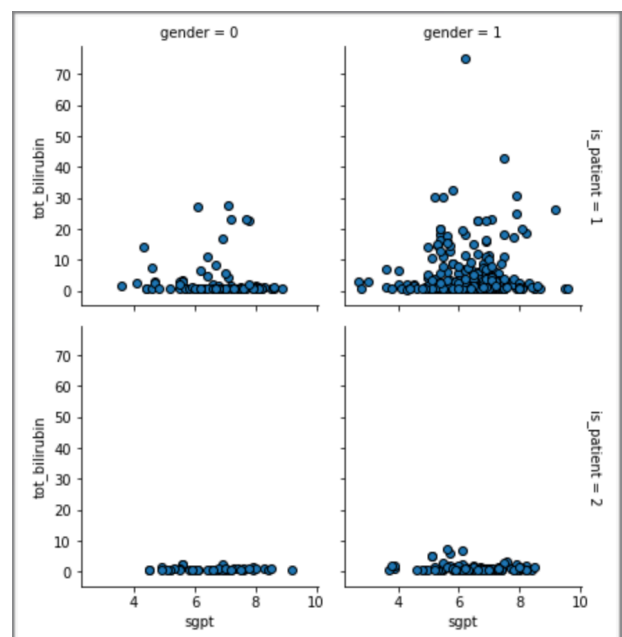 gender = 0
gender = 1
70
60
50
40
30
20
10
0
tot_bilirubin
is_patient = 1
70
60
50
40
30
20
10
0
tot_bilirubin
is_patient = 2
4 6 8 10
4 6 8 10
sgpt
sgpt